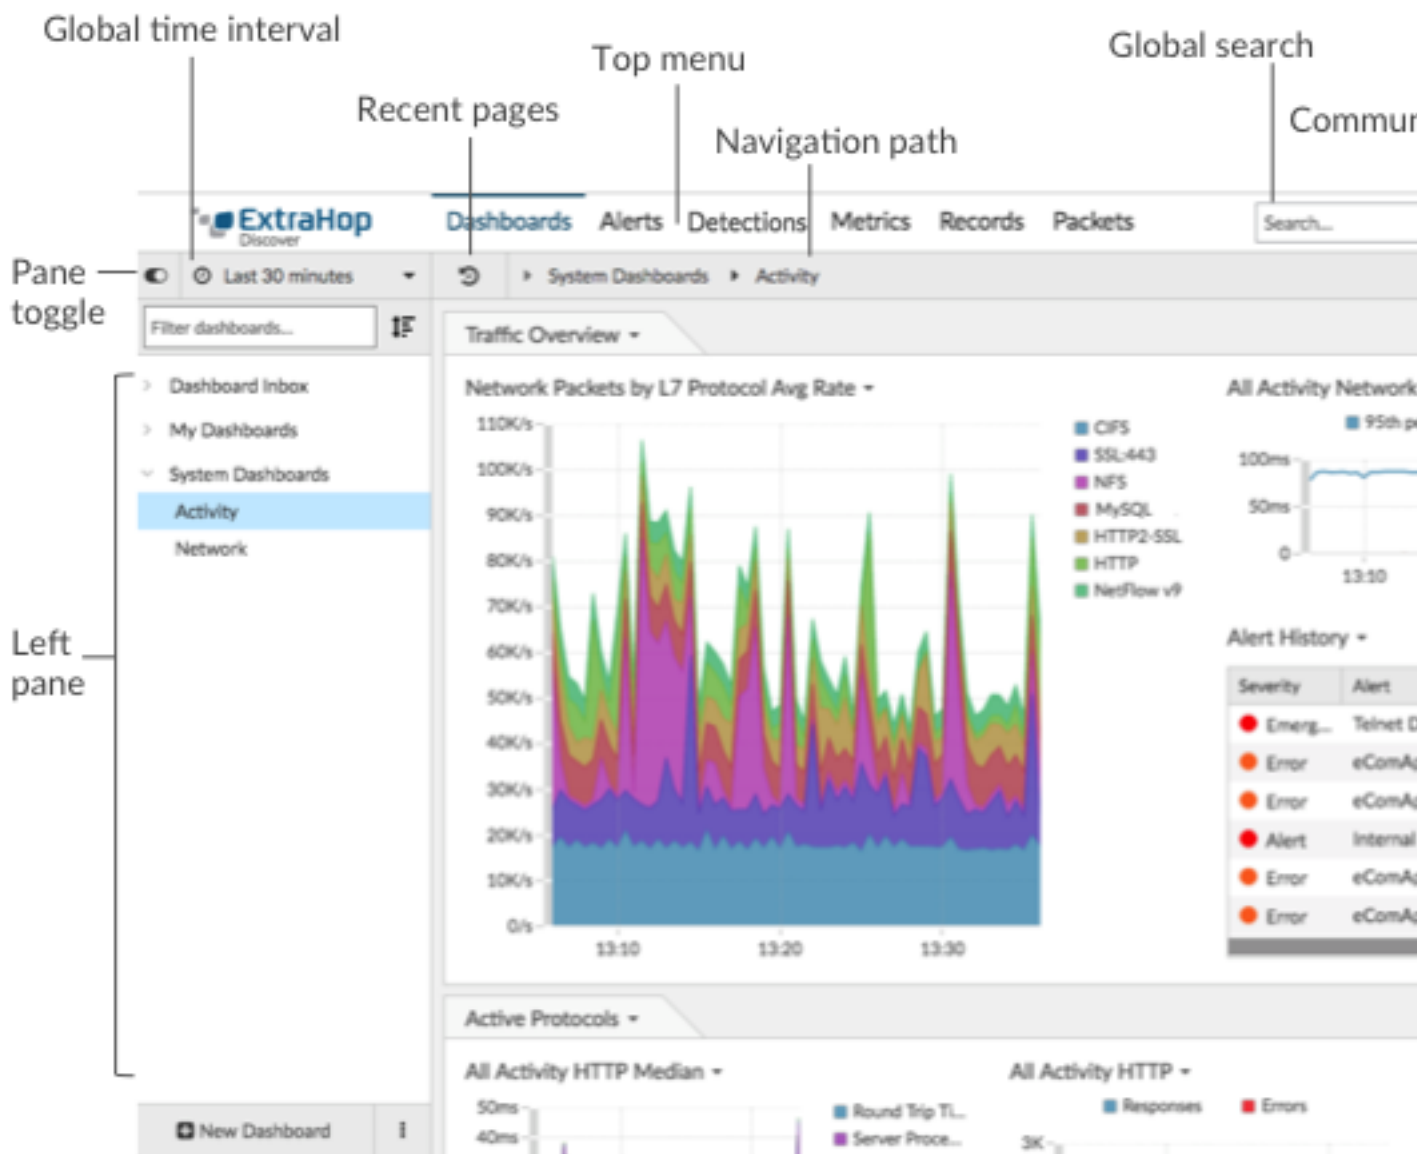 Global time interval
Top menu
Global search
Recent pages
Navigation path
Commun
ExtraHop
Discover
Dashboards Alerts Detections Metrics Records Packets
Search...
Pane
toggle
Last 30 minutes
System Dashboards Activity
Filter dashboards...
Traffic Overview
Dashboard Inbox
My Dashboards
System Dashboards
Activity
Network
Left
pane
New Dashboard
Network Packets by L7 Protocol Avg Rate
110K/s
100K/s
90K/s
80K/s
70K/s
60K/s
50K/s
40K/s
30K/s
20K/s
10K/s
0/s
13:10 13:20 13:30
CIFS
SSL:443
NFS
MySQL
HTTP2-SSL
HTTP
NetFlow v9
All Activity Network
95th pe
100ms
50ms
0
13:10
Alert History
Severity Alert
Emerg... Telnet D
Error eComAp
Error eComAp
Alert Internal
Error eComAp
Error eComAp
Active Protocols
All Activity HTTP Median
50ms
40ms
Round Trip Ti...
Server Proce...
All Activity HTTP
Responses Errors
3K